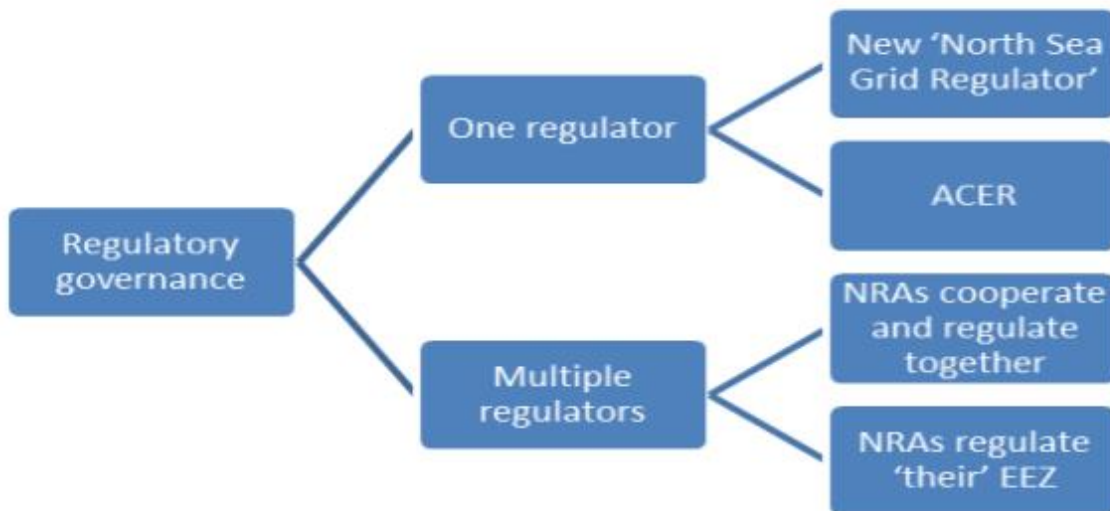 Regulatory
governance
One regulator
Multiple
regulators
New ‘North Sea
Grid Regulator’
ACER
NRAs cooperate
and regulate
together
NRAs regulate
‘their’ EEZ